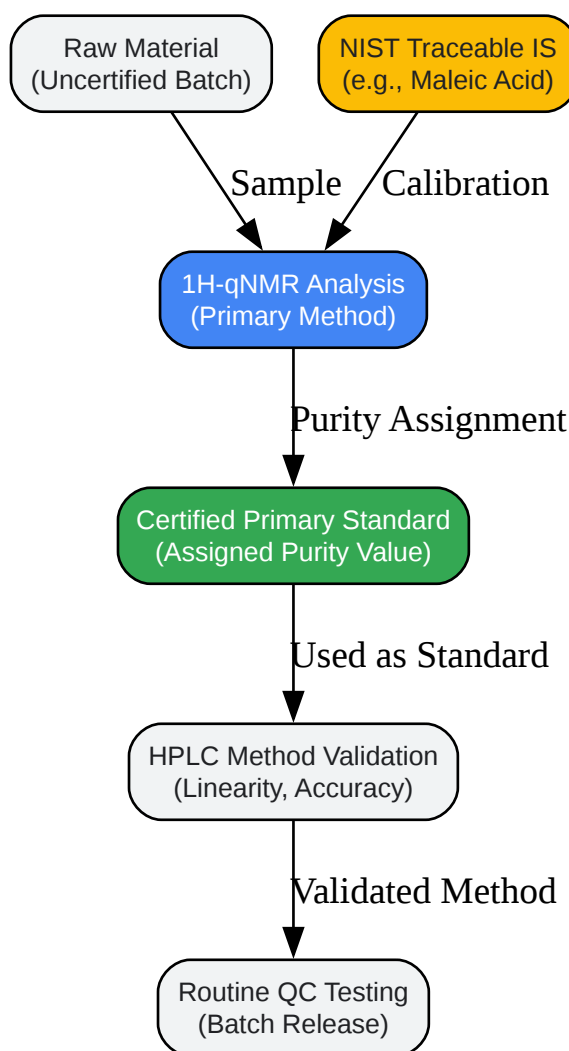 Raw Material
(Uncertified Batch)
NIST Traceable IS
(e.g., Maleic Acid)
Sample
Calibration
1H-qNMR Analysis
(Primary Method)
Purity Assignment
Certified Primary Standard
(Assigned Purity Value)
Used as Standard
HPLC Method Validation
(Linearity, Accuracy)
Validated Method
Routine QC Testing
(Batch Release)